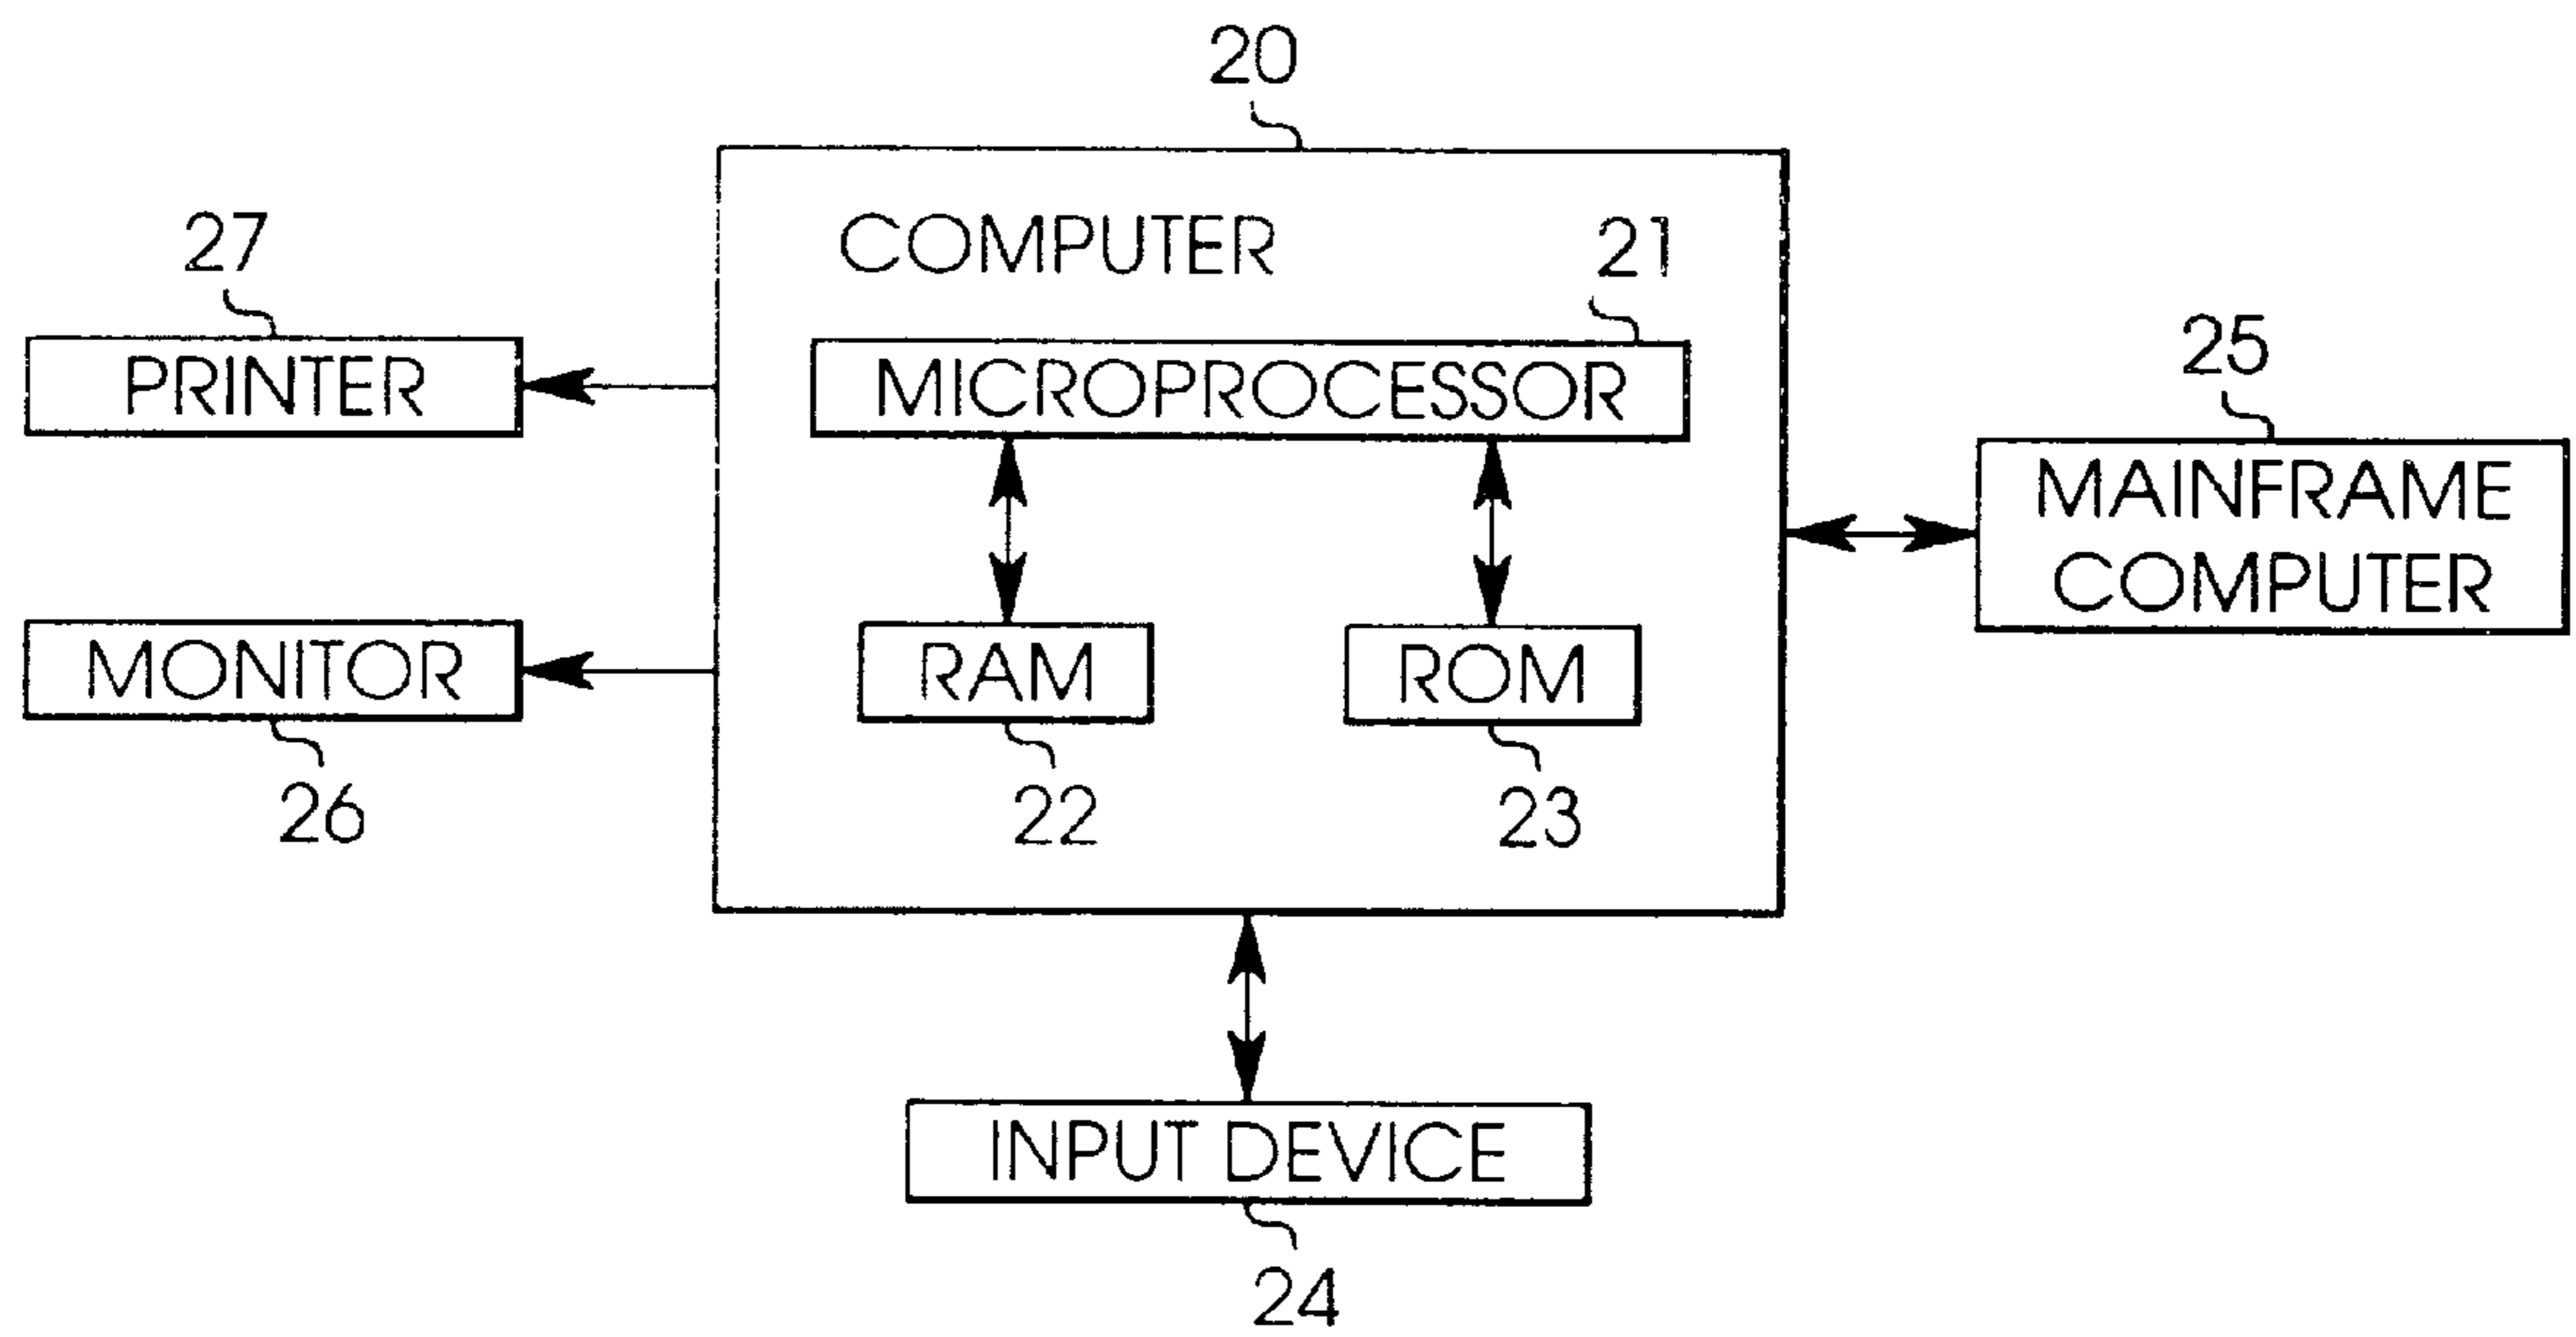 20
COMPUTER
21
MICROPROCESSOR
RAM
22
ROM
23
27
PRINTER
MONITOR
26
25
MAINFRAME
COMPUTER
INPUT DEVICE
24